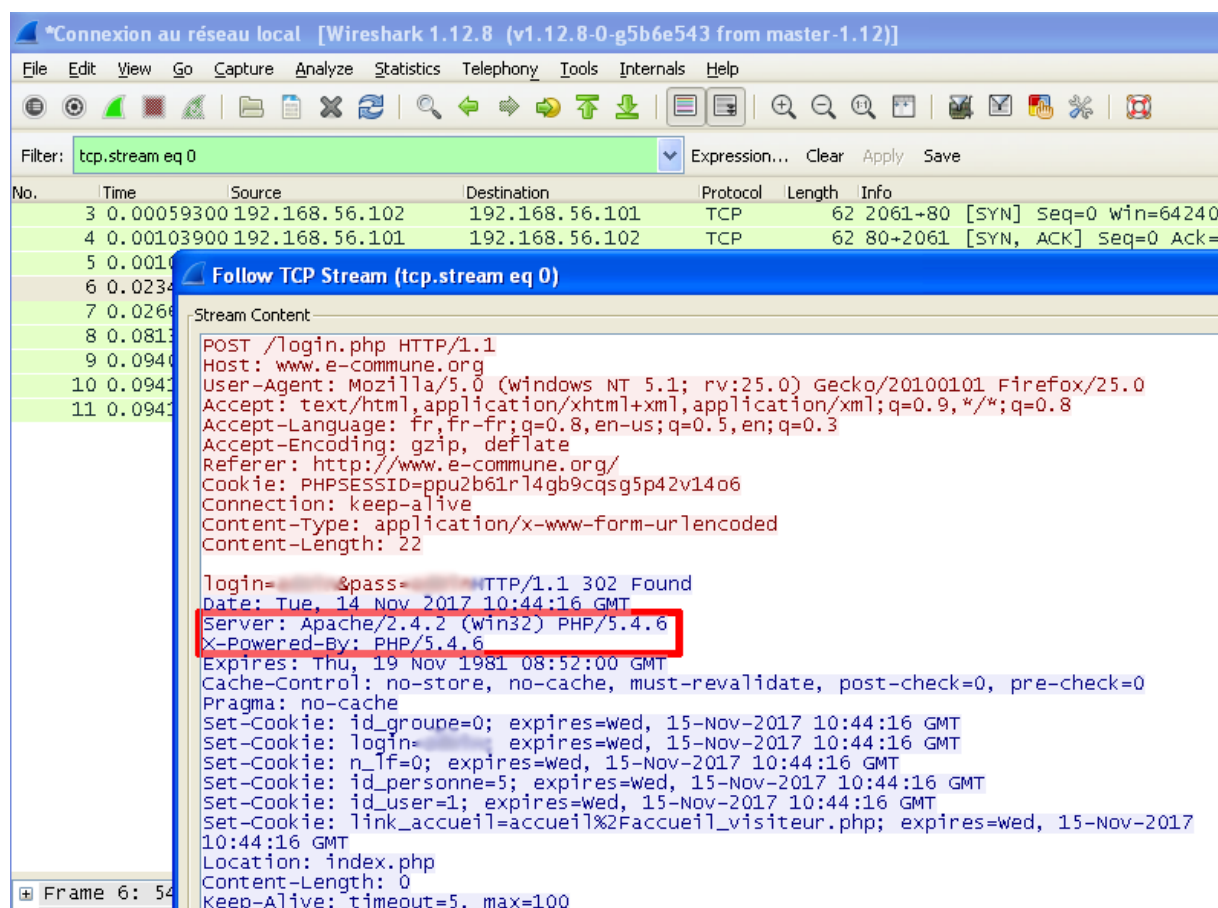 *Connexion au réseau local [Wireshark 1.12.8 (v1.12.8-0-g5b6e543 from master-1.12)]
File Edit View Go Capture Analyze Statistics Telephony Tools Internals Help
Filter: tcp.stream eq 0 Expression... Clear Apply Save
No. Time Source Destination Protocol Length Info
3 0.00059300 192.168.56.102 192.168.56.101 TCP 62 2061→80 [SYN] Seq=0 Win=64240
4 0.00103900 192.168.56.101 192.168.56.102 TCP 62 80→2061 [SYN, ACK] Seq=0 Ack=
5 0.0010
6 0.0234
7 0.0266
8 0.0813
9 0.0940
10 0.0941
11 0.0941
Follow TCP Stream (tcp.stream eq 0)
Stream Content
POST /login.php HTTP/1.1
Host: www.e-commune.org
User-Agent: Mozilla/5.0 (Windows NT 5.1; rv:25.0) Gecko/20100101 Firefox/25.0
Accept: text/html,application/xhtml+xml,application/xml;q=0.9,*/*;q=0.8
Accept-Language: fr,fr-fr;q=0.8,en-us;q=0.5,en;q=0.3
Accept-Encoding: gzip, deflate
Referer: http://www.e-commune.org/
Cookie: PHPSESSID=ppu2b61rl4gb9cqsg5p42v14o6
Connection: keep-alive
Content-Type: application/x-www-form-urlencoded
Content-Length: 22
login= &pass= HTTP/1.1 302 Found
Date: Tue, 14 Nov 2017 10:44:16 GMT
Server: Apache/2.4.2 (Win32) PHP/5.4.6
X-Powered-By: PHP/5.4.6
Expires: Thu, 19 Nov 1981 08:52:00 GMT
Cache-Control: no-store, no-cache, must-revalidate, post-check=0, pre-check=0
Pragma: no-cache
Set-Cookie: id_groupe=0; expires=Wed, 15-Nov-2017 10:44:16 GMT
Set-Cookie: login= expires=Wed, 15-Nov-2017 10:44:16 GMT
Set-Cookie: n_lf=0; expires=Wed, 15-Nov-2017 10:44:16 GMT
Set-Cookie: id_personne=5; expires=Wed, 15-Nov-2017 10:44:16 GMT
Set-Cookie: id_user=1; expires=Wed, 15-Nov-2017 10:44:16 GMT
Set-Cookie: link_accueil=accueil%2Faccueil_visiteur.php; expires=Wed, 15-Nov-2017
10:44:16 GMT
Location: index.php
Content-Length: 0
Keep-Alive: timeout=5, max=100
Frame 6: 54